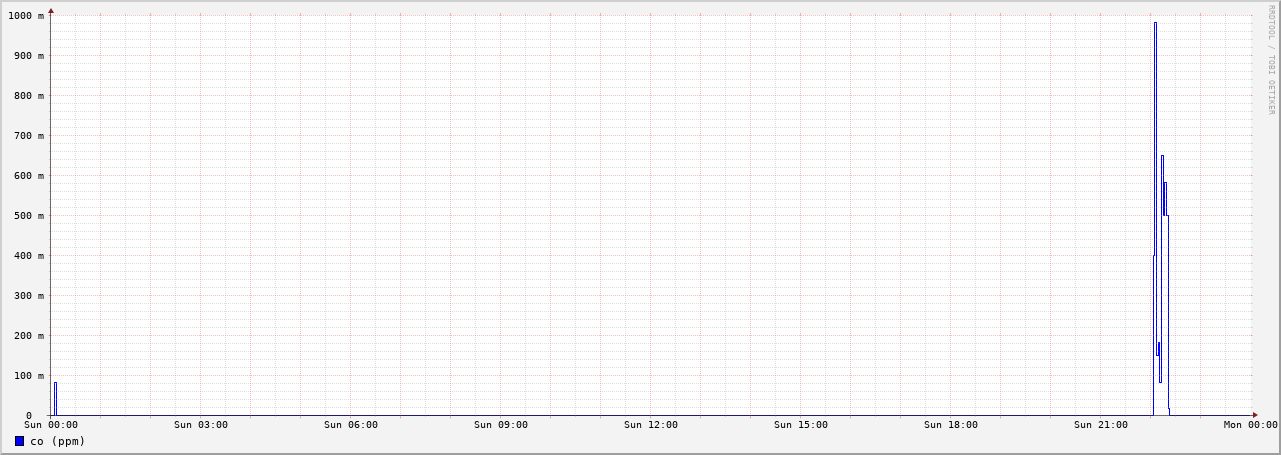 1000 m
900 m
800 m
700 m
600 m
500 m
400 m
300 m
200 m
100 m
0
Sun 00:00 Sun 03:00 Sun 06:00 Sun 09:00 Sun 12:00 Sun 15:00 Sun 18:00 Sun 21:00 Mon 00:00
co (ppm)
RRDTOOL / TOBI OETIKER